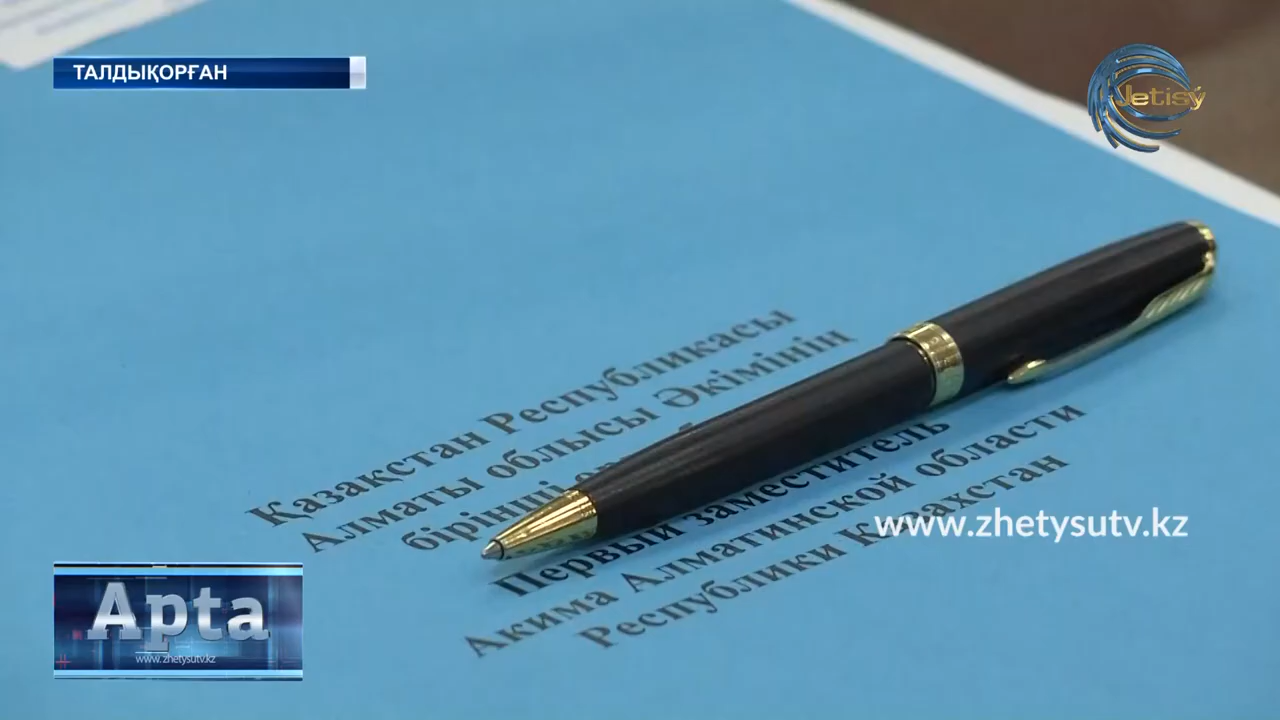 ТАЛДЫҚОРҒАН
Jetisý
Қазақстан Республикасы
Алматы облысы Әкімінің
бірінші
Первый заместитель
Акима Алматинской области
Республики Казахстан
www.zhetysutv.kz
Apta
www.zhetysutv.kz